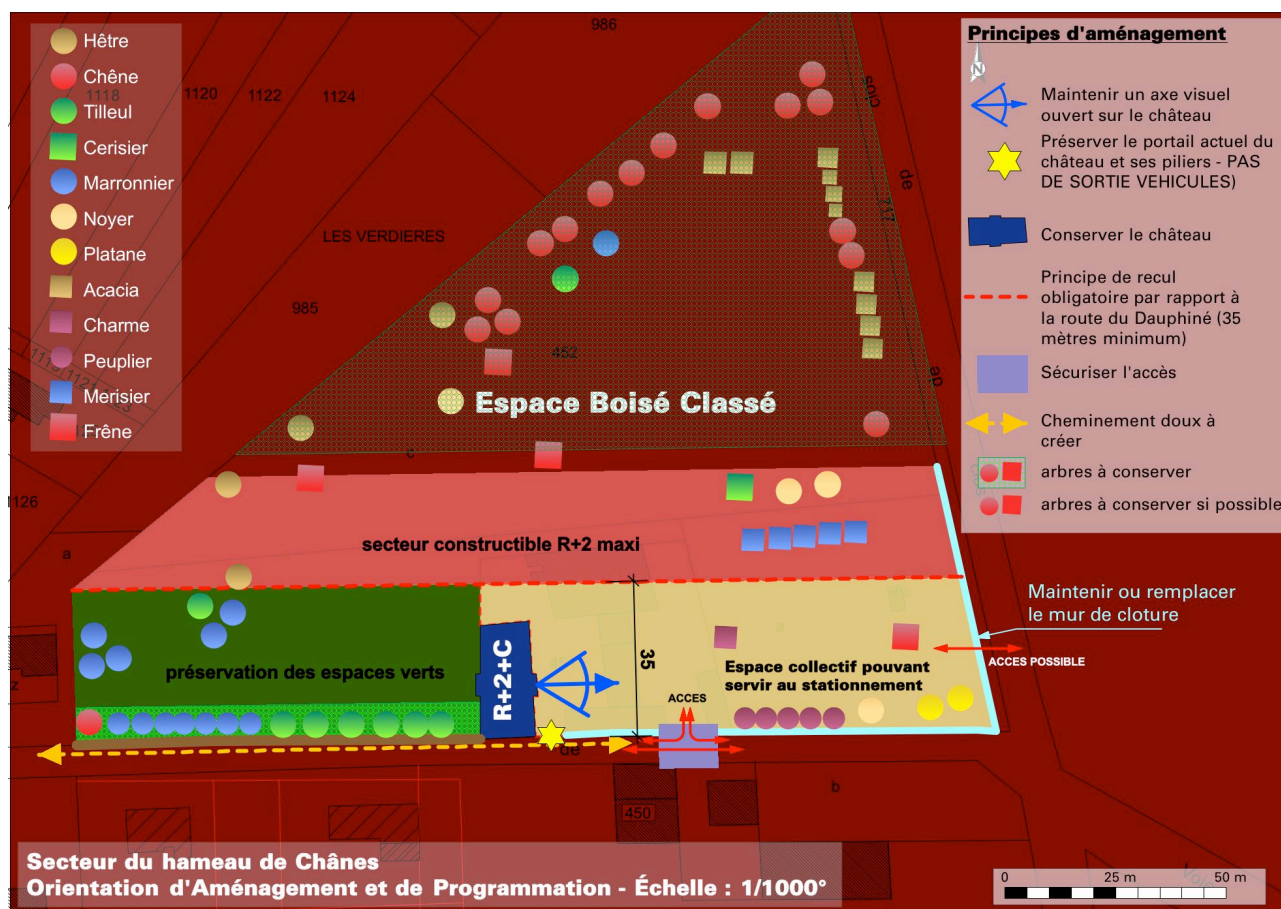 Hêtre
Chêne
Tilleul
Cerisier
Marronnier
Noyer
Platane
Acacia
Charme
Peuplier
Merisier
Frêne
1118
1120
1122
1124
986
LES VERDIERES
985
1126
a
c
452
717
clos
de
de
Espace Boisé Classé
secteur constructible R+2 maxi
préservation des espaces verts
R+2+C
35
Espace collectif pouvant
servir au stationnement
ACCES
ACCES POSSIBLE
Maintenir ou remplacer
le mur de cloture
de
z
450
b
Principes d'aménagement
N
Maintenir un axe visuel
ouvert sur le château
Préserver le portail actuel du
château et ses piliers - PAS
DE SORTIE VEHICULES)
Conserver le château
Principe de recul
obligatoire par rapport à
la route du Dauphiné (35
mètres minimum)
Sécuriser l'accès
Cheminement doux à
créer
arbres à conserver
arbres à conserver si possible
Secteur du hameau de Chânes
Orientation d'Aménagement et de Programmation - Échelle : 1/1000°
0 25 m 50 m